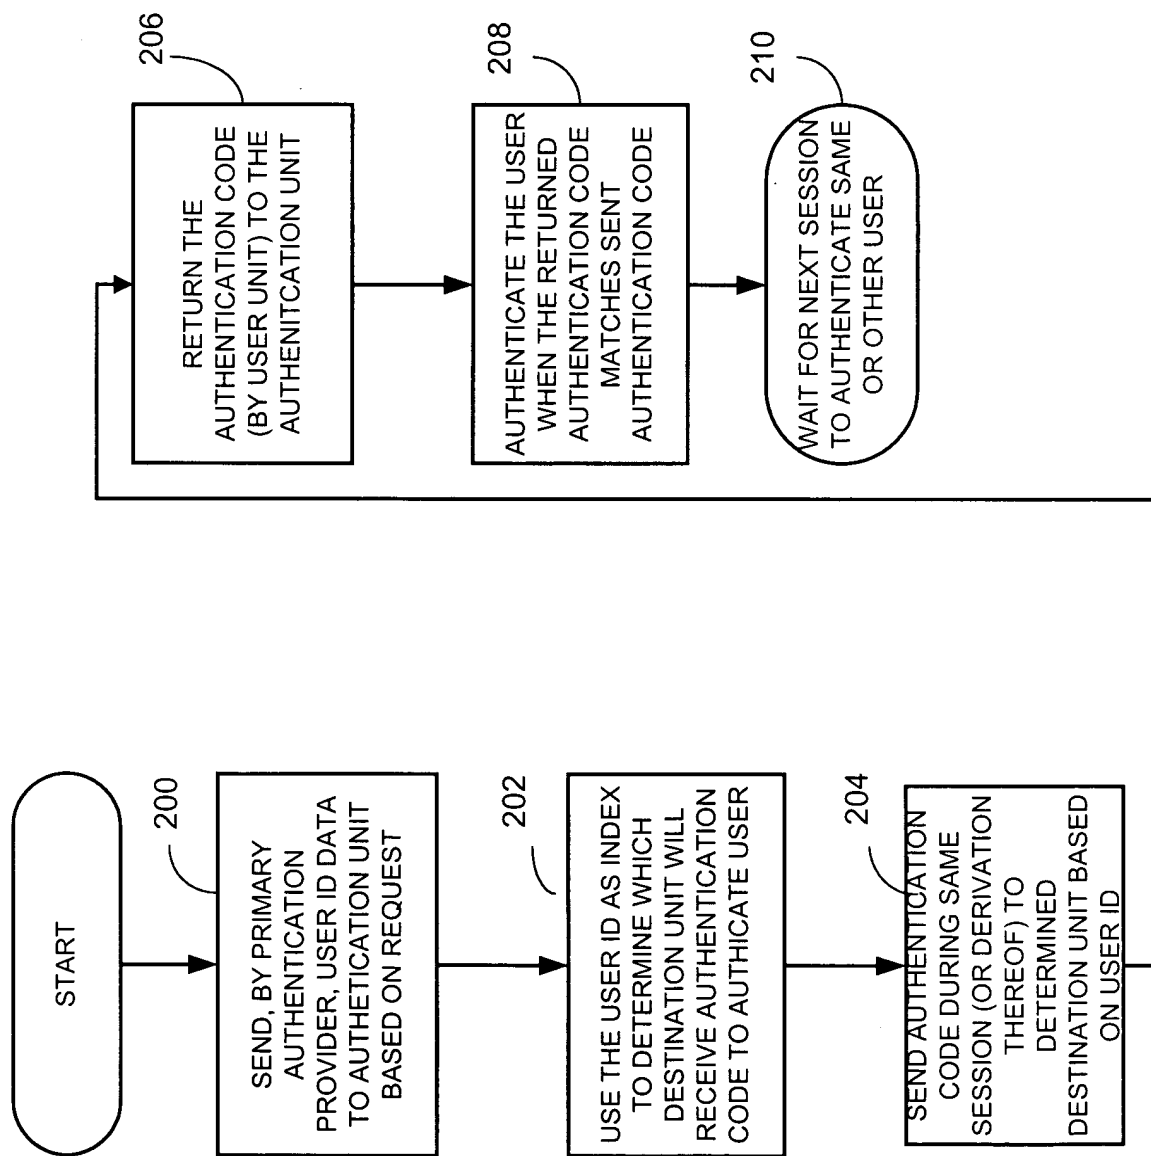 START
200
SEND, BY PRIMARY
AUTHENTICATION
PROVIDER, USER ID DATA
TO AUTHETICATION UNIT
BASED ON REQUEST
202
USE THE USER ID AS INDEX
TO DETERMINE WHICH
DESTINATION UNIT WILL
RECEIVE AUTHENTICATION
CODE TO AUTHICATE USER
204
SEND AUTHENTICATION
CODE DURING SAME
SESSION (OR DERIVATION
THEREOF) TO
DETERMINED
DESTINATION UNIT BASED
ON USER ID
206
RETURN THE
AUTHENTICATION CODE
(BY USER UNIT) TO THE
AUTHENITCATION UNIT
208
AUTHENTICATE THE USER
WHEN THE RETURNED
AUTHENTICATION CODE
MATCHES SENT
AUTHENTICATION CODE
210
WAIT FOR NEXT SESSION
TO AUTHENTICATE SAME
OR OTHER USER